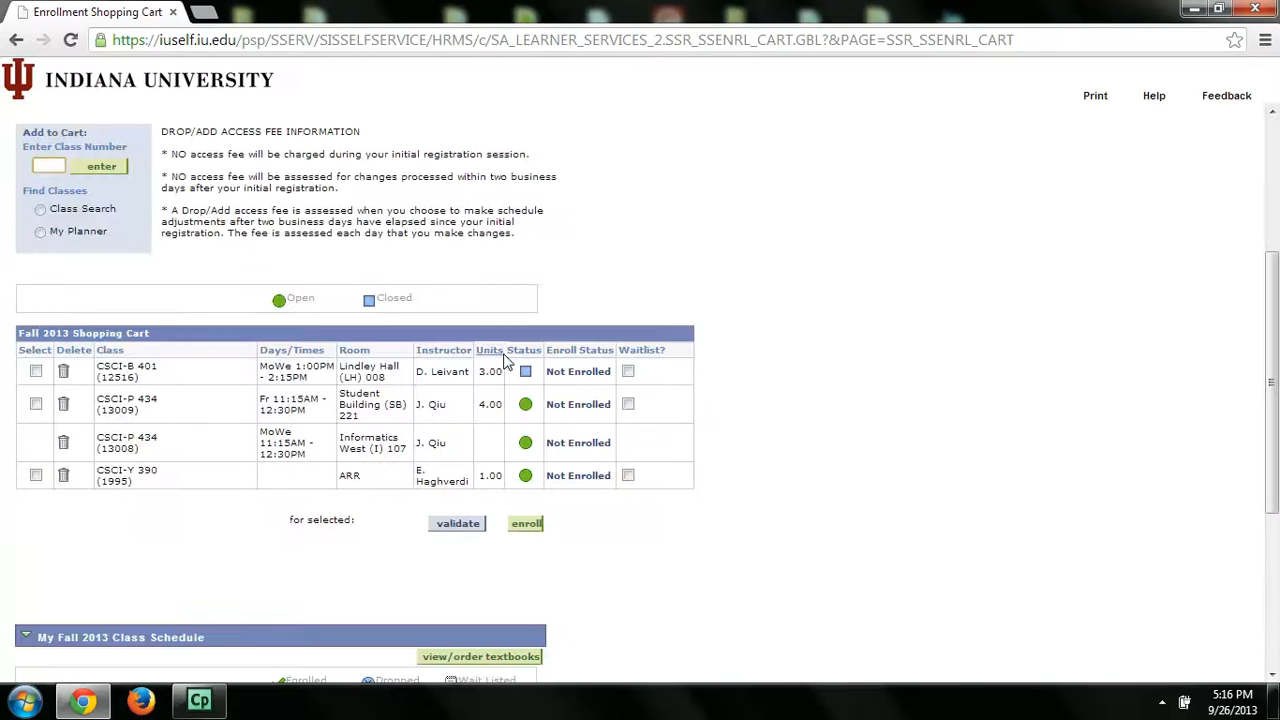 Enrollment Shopping Cart
https://iuself.iu.edu/psp/SSERV/SISSELFSERVICE/HRMS/c/SA_LEARNER_SERVICES_2.SSR_SSENRL_CART.GBL?&PAGE=SSR_SSENRL_CART
INDIANA UNIVERSITY
Print Help Feedback
Add to Cart:
Enter Class Number
enter
Find Classes
Class Search
My Planner
DROP/ADD ACCESS FEE INFORMATION
* NO access fee will be charged during your initial registration session.
* NO access fee will be assessed for changes processed within two business
days after your initial registration.
* A Drop/Add access fee is assessed when you choose to make schedule
adjustments after two business days have elapsed since your initial
registration. The fee is assessed each day that you make changes.
Open Closed
Fall 2013 Shopping Cart
Select Delete Class Days/Times Room Instructor Units Status Enroll Status Waitlist?
CSCI-B 401
(12516)
MoWe 1:00PM
- 2:15PM
Lindley Hall
(LH) 008
D. Leivant
3.00
Not Enrolled
CSCI-P 434
(13009)
Fr 11:15AM -
12:30PM
Student
Building (SB)
221
J. Qiu
4.00
Not Enrolled
CSCI-P 434
(13008)
MoWe
11:15AM -
12:30PM
Informatics
West (I) 107
J. Qiu
Not Enrolled
CSCI-Y 390
(1995)
ARR
E.
Haghverdi
1.00
Not Enrolled
for selected:
validate
enroll
My Fall 2013 Class Schedule
view/order textbooks
Enrolled Dropped Wait Listed
Cp
5:16 PM
9/26/2013